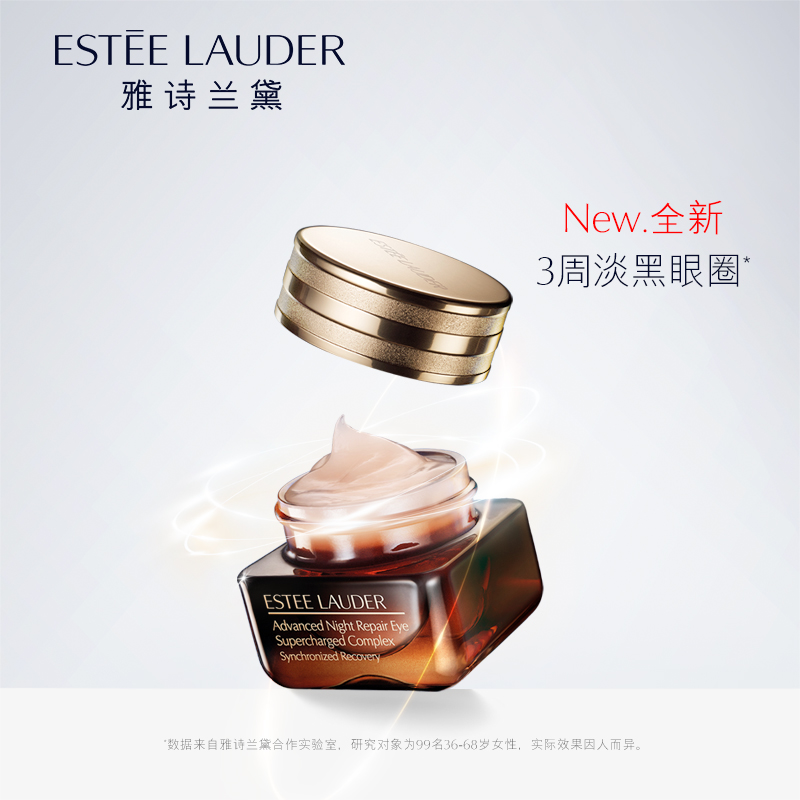 ESTĒE LAUDER
雅诗兰黛
New.全新
3周淡黑眼圈*
ESTEE LAUDER
ESTEE LAUDER
Advanced Night Repair Eye
Supercharged Complex
Synchronized Recovery
*数据来自雅诗兰黛合作实验室，研究对象为99名36-68岁女性，实际效果因人而异。